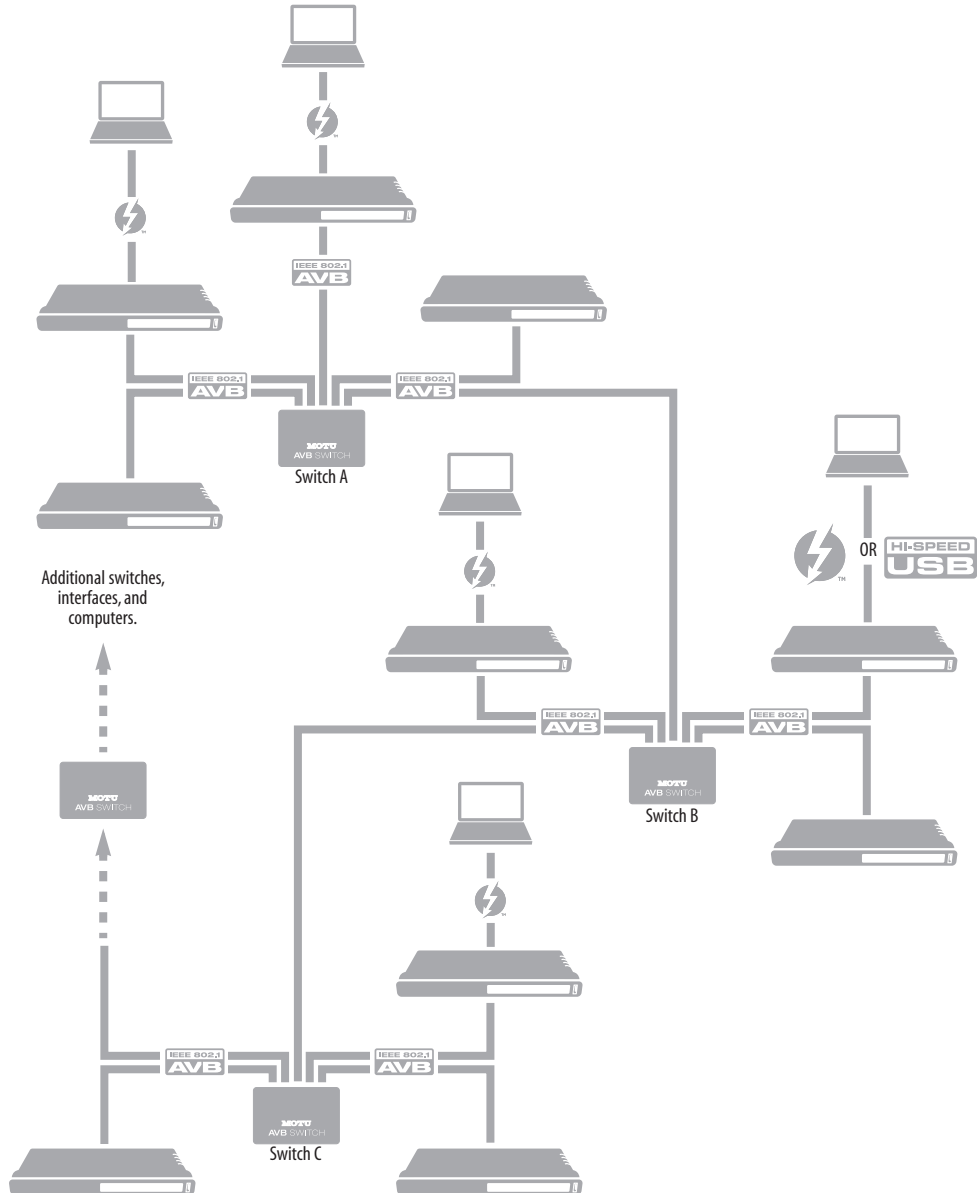 IEEE 802.1
AVB
IEEE 802.1
AVB
IEEE 802.1
AVB
MOTU
AVB SWITCH
Switch A
Additional switches,
interfaces, and
computers.
TM
OR
HI-SPEED
USB
IEEE 802.1
AVB
IEEE 802.1
AVB
MOTU
AVB SWITCH
MOTU
AVB SWITCH
Switch B
IEEE 802.1
AVB
IEEE 802.1
AVB
MOTU
AVB SWITCH
Switch C